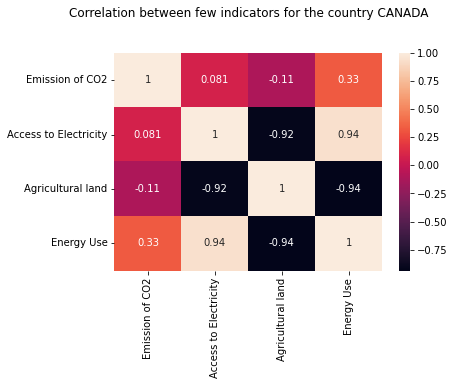 Correlation between few indicators for the country CANADA
Emission of CO2 1 0.081 -0.11 0.33
Access to Electricity 0.081 1 -0.92 0.94
Agricultural land -0.11 -0.92 1 -0.94
Energy Use 0.33 0.94 -0.94 1
Emission of CO2
Access to Electricity
Agricultural land
Energy Use
1.00
0.75
0.50
0.25
0.00
−0.25
−0.50
−0.75